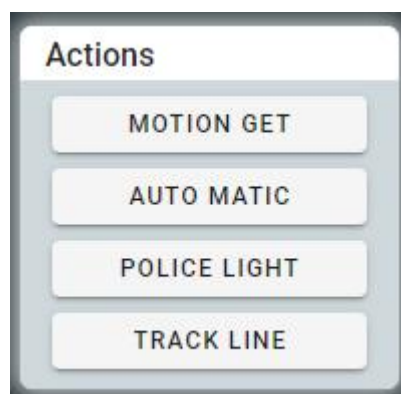 Actions
MOTION GET
AUTO MATIC
POLICE LIGHT
TRACK LINE